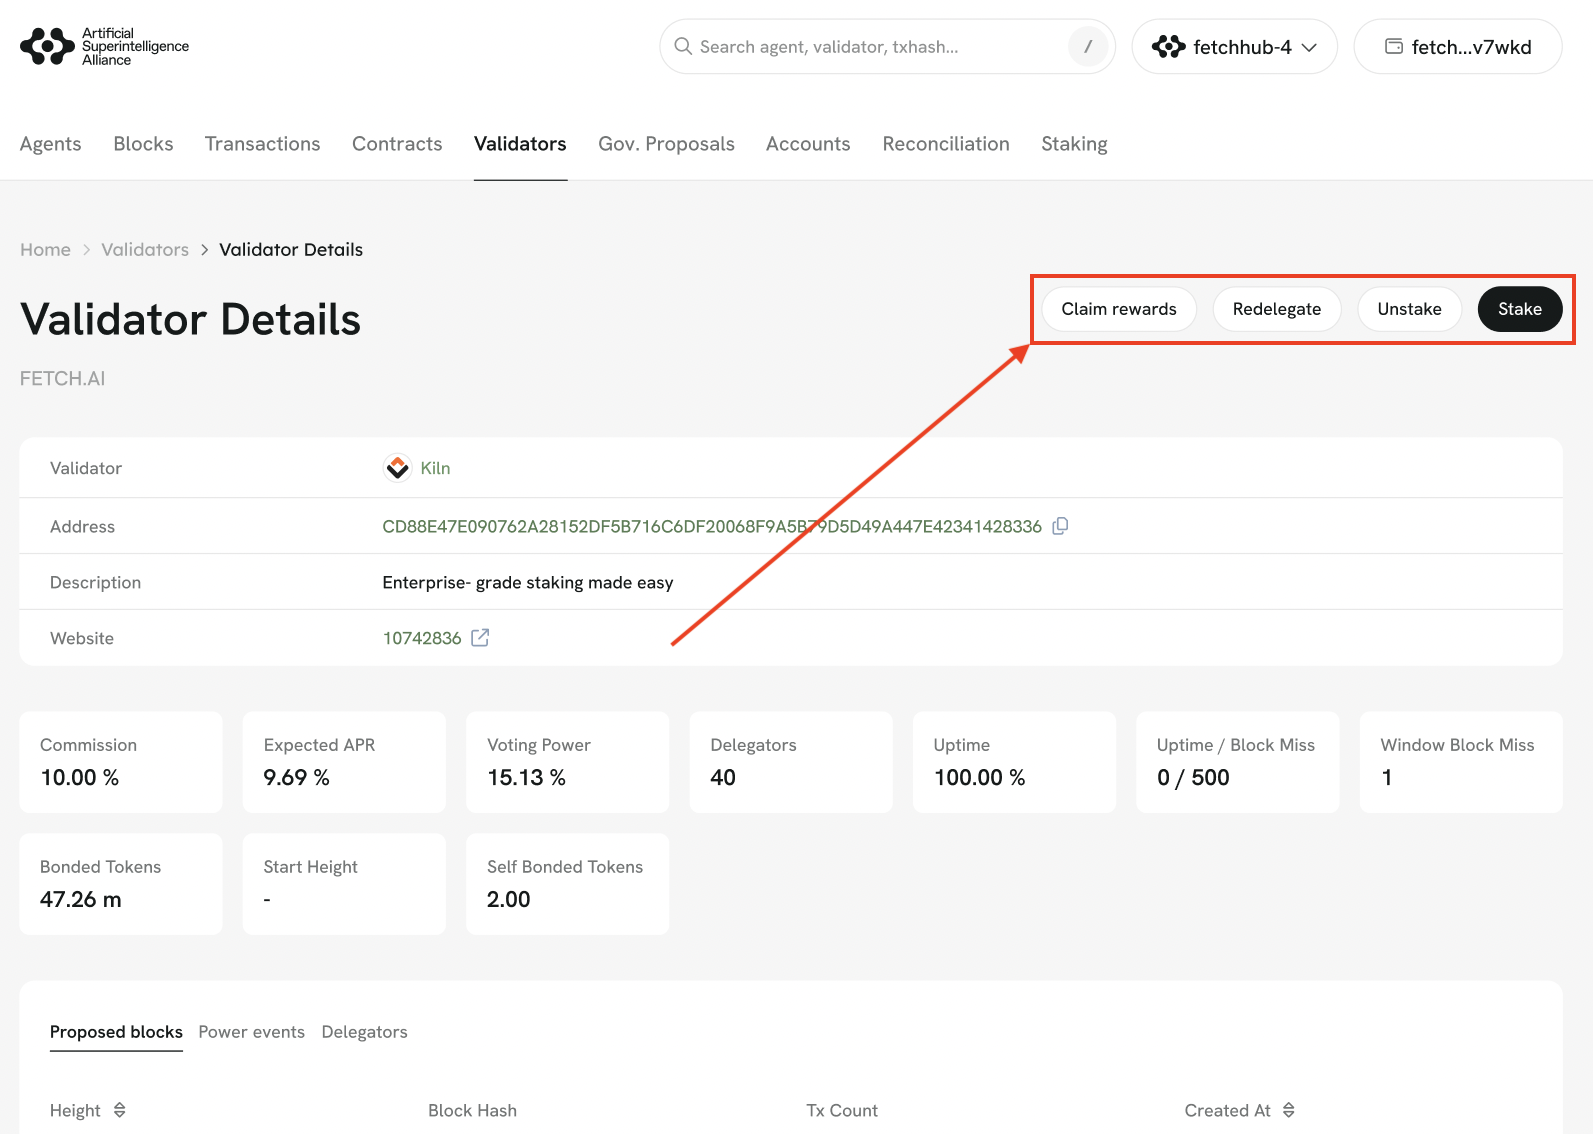 Artificial
Superintelligence
Alliance
Search agent, validator, txhash...
/
fetchhub-4
fetch...v7wkd
Agents
Blocks
Transactions
Contracts
Validators
Gov. Proposals
Accounts
Reconciliation
Staking
Home > Validators > Validator Details
Validator Details
Claim rewards
Redelegate
Unstake
Stake
FETCH.AI
Validator
Kiln
Address
CD88E47E090762A28152DF5B716C6DF20068F9A5B79D5D49A447E42341428336
Description
Enterprise- grade staking made easy
Website
10742836
Commission
10.00 %
Expected APR
9.69 %
Voting Power
15.13 %
Delegators
40
Uptime
100.00 %
Uptime / Block Miss
0 / 500
Window Block Miss
1
Bonded Tokens
47.26 m
Start Height
-
Self Bonded Tokens
2.00
Proposed blocks
Power events
Delegators
Height
Block Hash
Tx Count
Created At